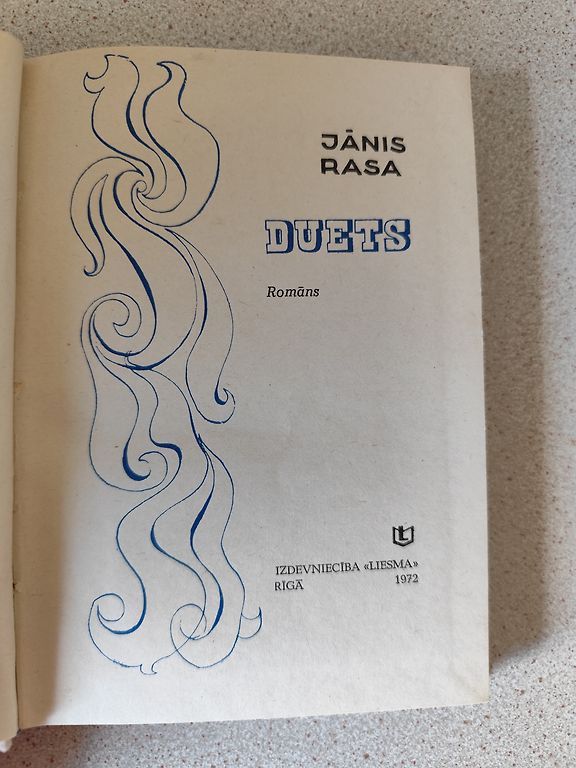 JĀNIS
RASA
DUETS
Romāns
IZDEVNIECĪBA «LIESMA»
RĪGĀ 1972